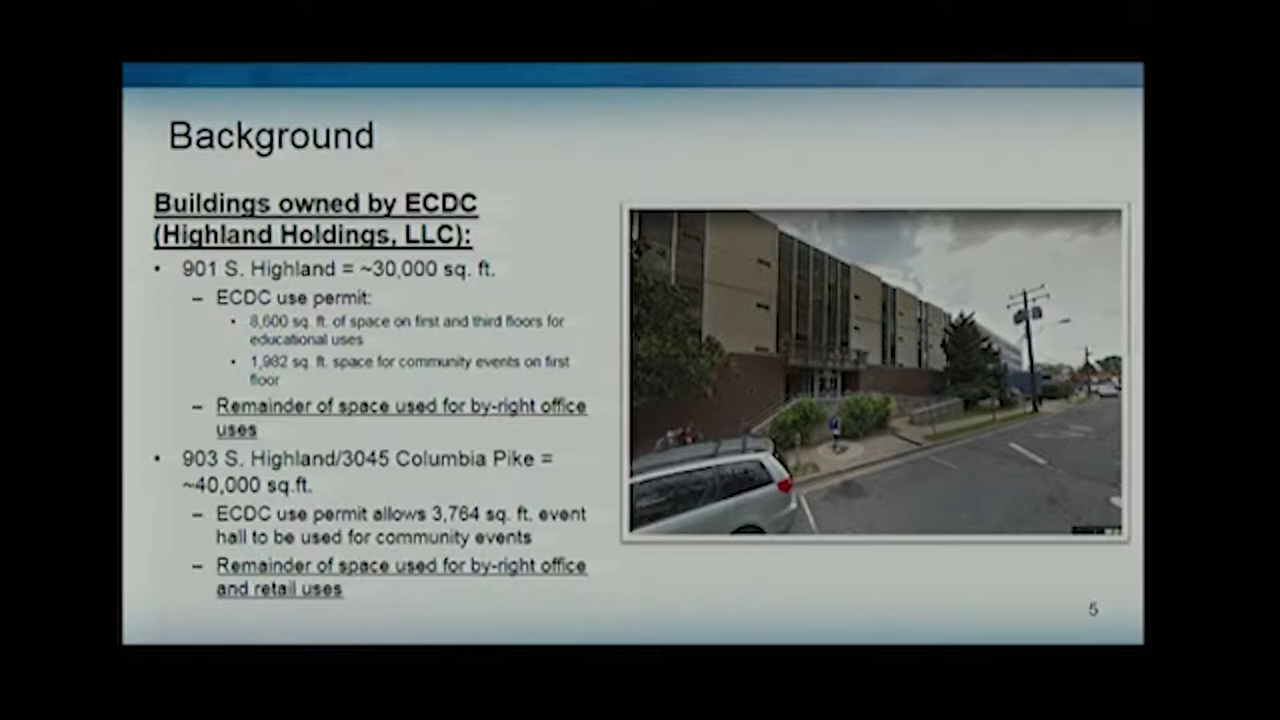 Background
Buildings owned by ECDC
(Highland Holdings, LLC):
• 901 S. Highland = ~30,000 sq. ft.
– ECDC use permit:
• 8,600 sq. ft. of space on first and third floors for
educational uses
• 1,982 sq. ft. space for community events on first
floor
– Remainder of space used for by-right office
uses
• 903 S. Highland/3045 Columbia Pike =
~40,000 sq.ft.
– ECDC use permit allows 3,764 sq. ft. event
hall to be used for community events
– Remainder of space used for by-right office
and retail uses
5